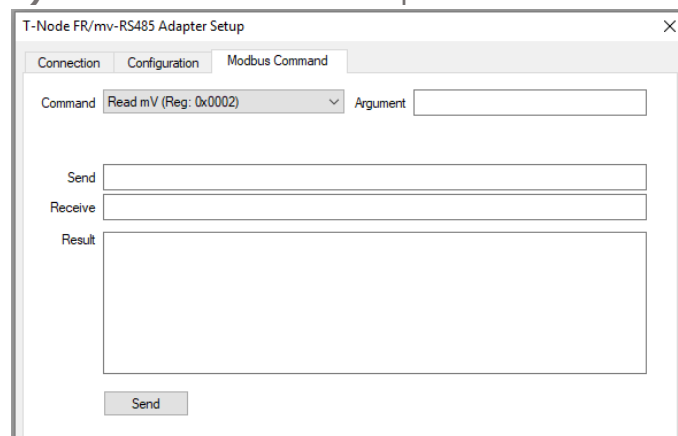 T-Node FR/mv-RS485 Adapter Setup
Connection Configuration Modbus Command
Command Read mV (Reg: 0x0002) Argument
Send
Receive
Result
Send